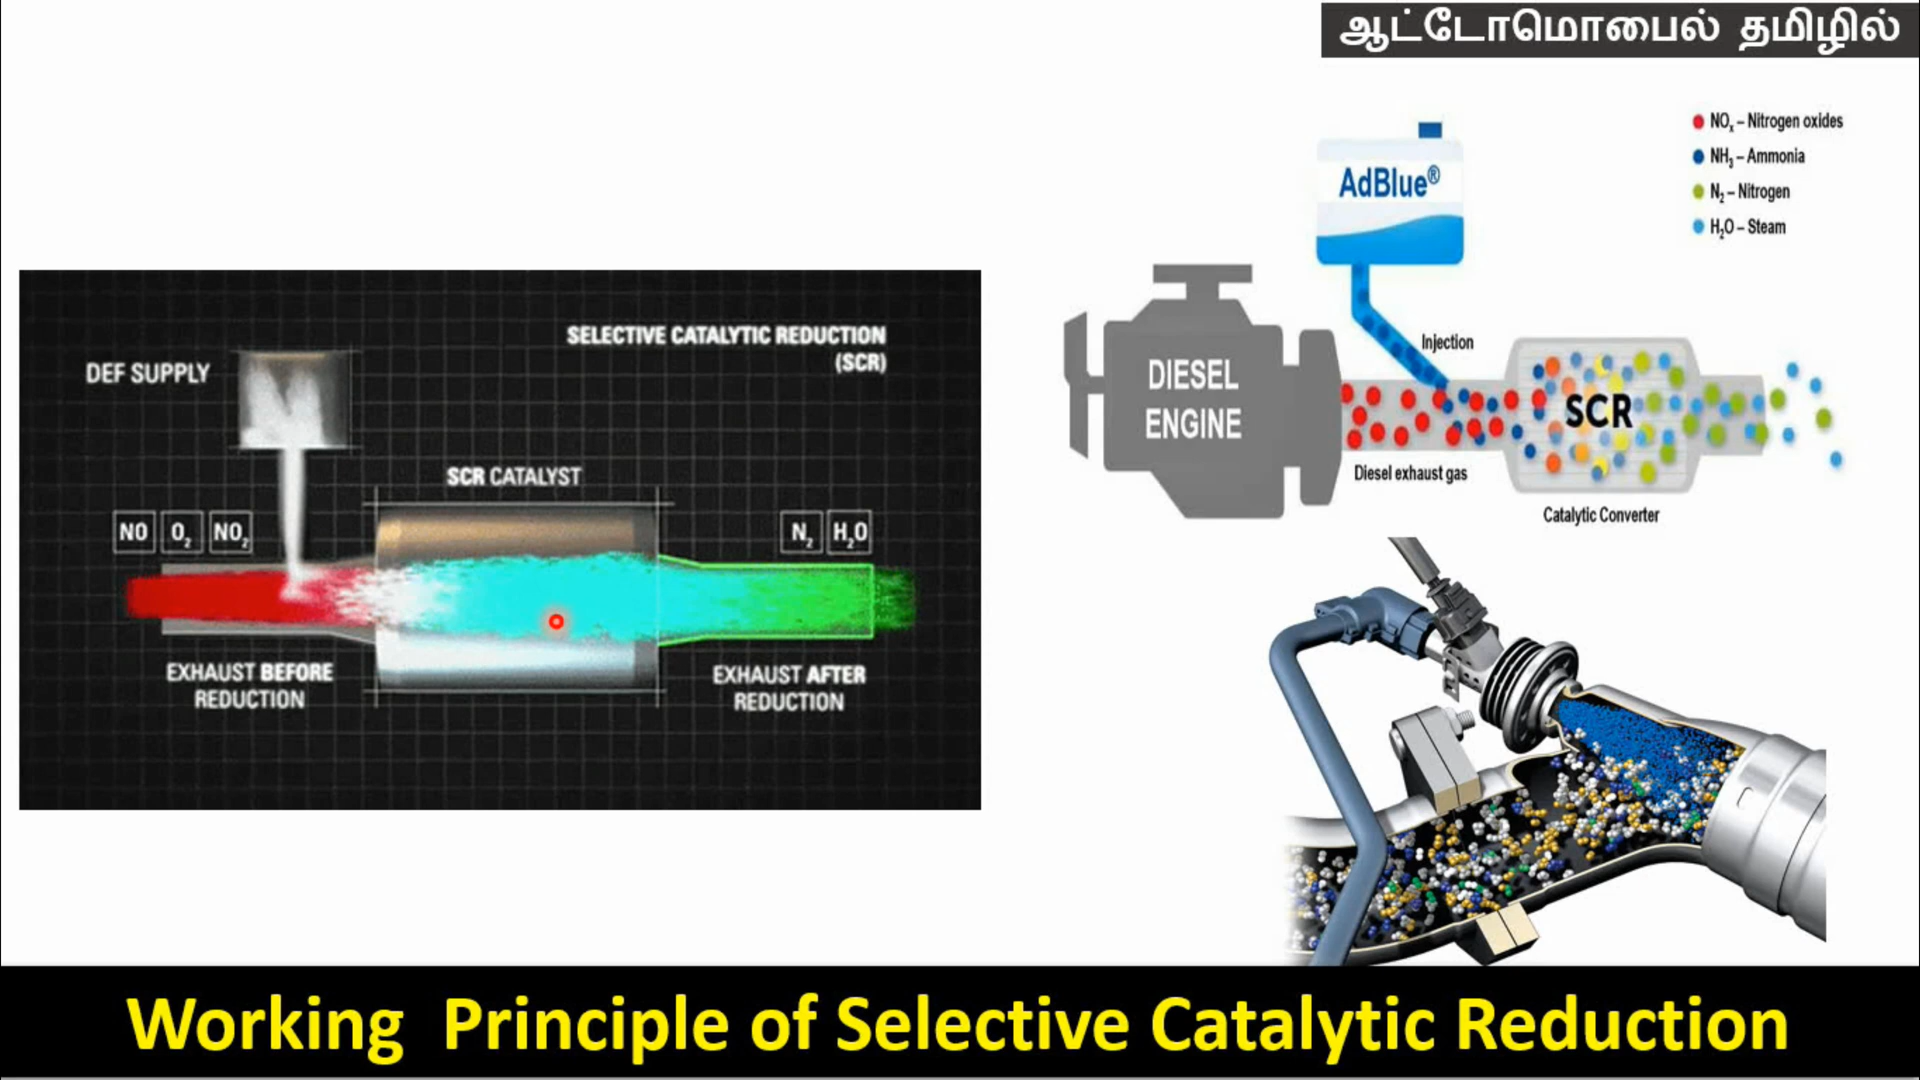 ஆட்டோமொபைல் தமிழில்
NOx – Nitrogen oxides
NH3 – Ammonia
N2 – Nitrogen
H2O – Steam
AdBlue®
Injection
DIESEL
ENGINE
SCR
Diesel exhaust gas
Catalytic Converter
SELECTIVE CATALYTIC REDUCTION
(SCR)
DEF SUPPLY
SCR CATALYST
NO O2 NO2
N2 H2O
EXHAUST BEFORE
REDUCTION
EXHAUST AFTER
REDUCTION
Working Principle of Selective Catalytic Reduction